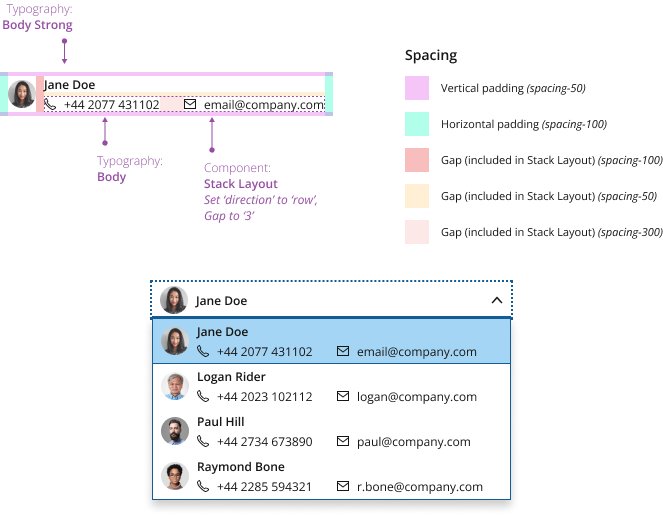 Typography:
Body Strong
Jane Doe
+44 2077 431102 email@company.com
Typography:
Body
Component:
Stack Layout
Set ‘direction’ to ‘row’,
Gap to ‘3’
Spacing
Vertical padding (spacing-50)
Horizontal padding (spacing-100)
Gap (included in Stack Layout) (spacing-100)
Gap (included in Stack Layout) (spacing-50)
Gap (included in Stack Layout) (spacing-300)
Jane Doe
Jane Doe
+44 2077 431102 email@company.com
Logan Rider
+44 2023 102112 logan@company.com
Paul Hill
+44 2734 673890 paul@company.com
Raymond Bone
+44 2285 594321 r.bone@company.com